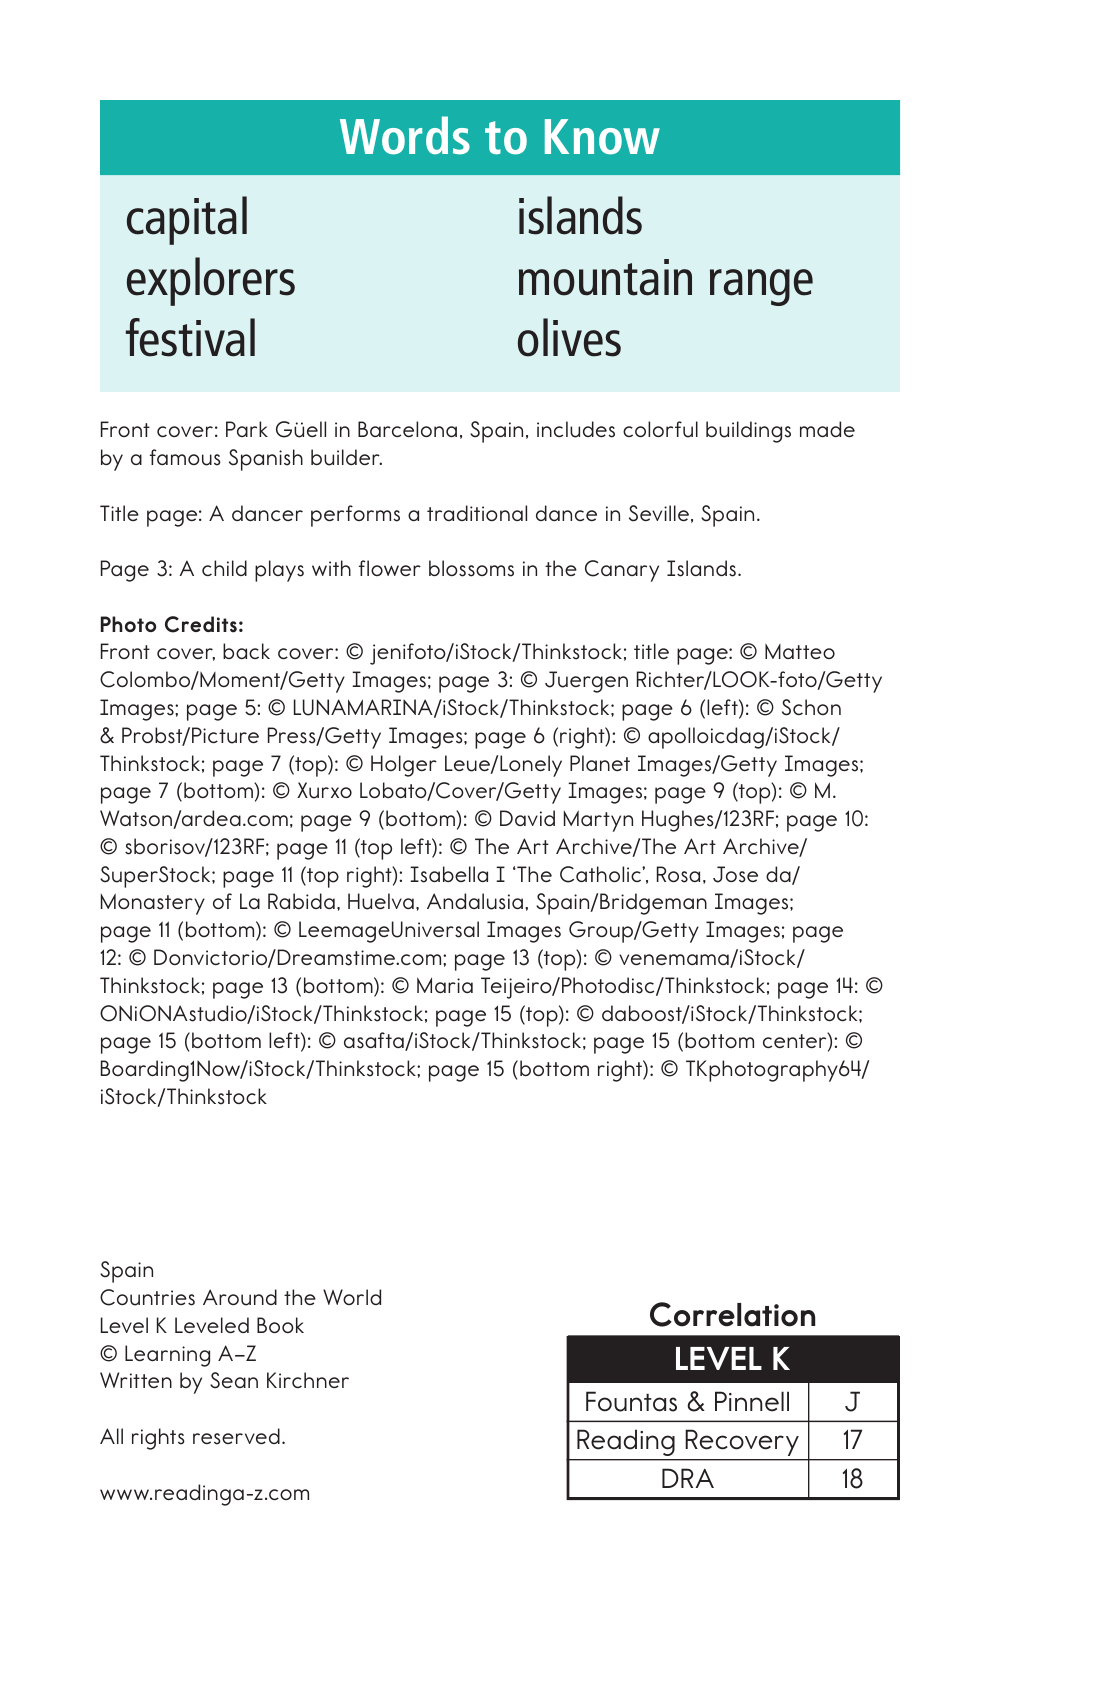 Words to Know
capital
explorers
festival
islands
mountain range
olives
Front cover: Park Güell in Barcelona, Spain, includes colorful buildings made
by a famous Spanish builder.
Title page: A dancer performs a traditional dance in Seville, Spain.
Page 3: A child plays with flower blossoms in the Canary Islands.
Photo Credits:
Front cover, back cover: © jenifoto/iStock/Thinkstock; title page: © Matteo
Colombo/Moment/Getty Images; page 3: © Juergen Richter/LOOK-foto/Getty
Images; page 5: © LUNAMARINA/iStock/Thinkstock; page 6 (left): © Schon
& Probst/Picture Press/Getty Images; page 6 (right): © apolloicdag/iStock/
Thinkstock; page 7 (top): © Holger Leue/Lonely Planet Images/Getty Images;
page 7 (bottom): © Xurxo Lobato/Cover/Getty Images; page 9 (top): © M.
Watson/ardea.com; page 9 (bottom): © David Martyn Hughes/123RF; page 10:
© sborisov/123RF; page 11 (top left): © The Art Archive/The Art Archive/
SuperStock; page 11 (top right): Isabella I ‘The Catholic’, Rosa, Jose da/
Monastery of La Rabida, Huelva, Andalusia, Spain/Bridgeman Images;
page 11 (bottom): © LeemageUniversal Images Group/Getty Images; page
12: © Donvictorio/Dreamstime.com; page 13 (top): © venemama/iStock/
Thinkstock; page 13 (bottom): © Maria Teijeiro/Photodisc/Thinkstock; page 14: ©
ONiONAstudio/iStock/Thinkstock; page 15 (top): © daboost/iStock/Thinkstock;
page 15 (bottom left): © asafta/iStock/Thinkstock; page 15 (bottom center): ©
Boarding1Now/iStock/Thinkstock; page 15 (bottom right): © TKphotography64/
iStock/Thinkstock
Spain
Countries Around the World
Level K Leveled Book
© Learning A–Z
Written by Sean Kirchner
All rights reserved.
www.readinga-z.com
Correlation
LEVEL K
Fountas & Pinnell J
Reading Recovery 17
DRA 18